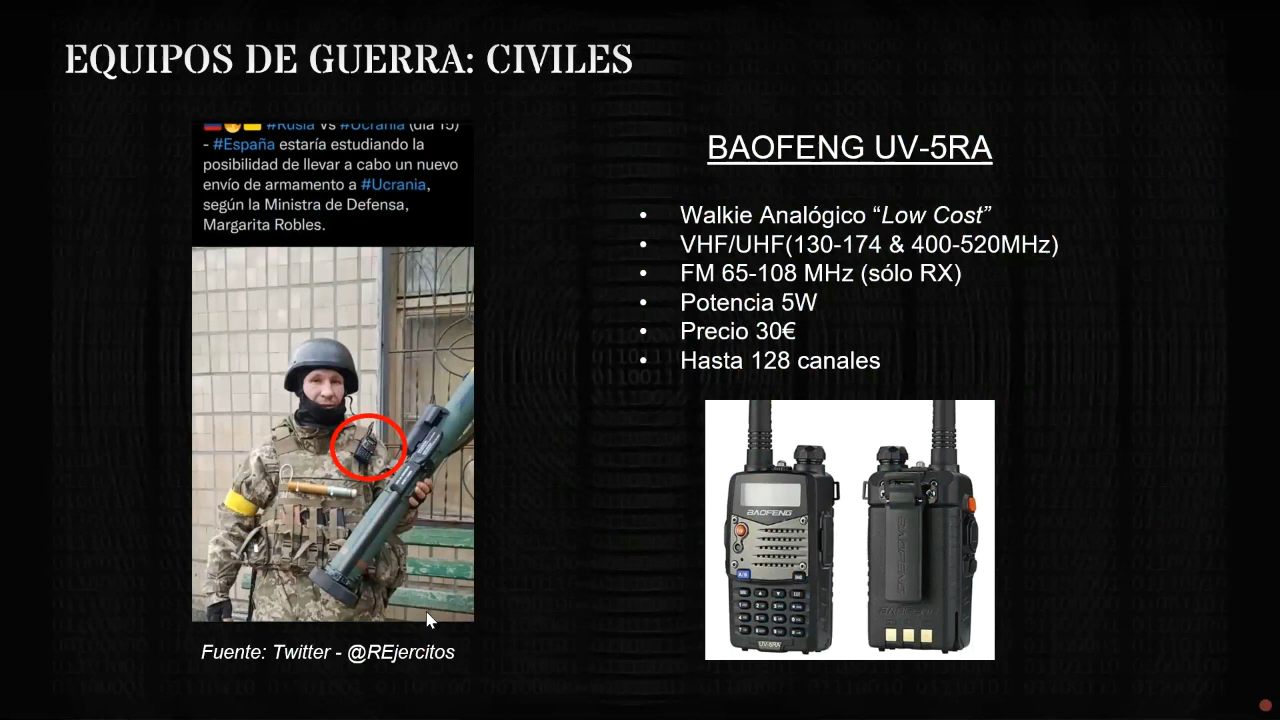 EQUIPOS DE GUERRA: CIVILES
#Rusia vs #Ucrania (día 15)
- #España estaría estudiando la
posibilidad de llevar a cabo un nuevo
envío de armamento a #Ucrania,
según la Ministra de Defensa,
Margarita Robles.
Fuente: Twitter - @REjercitos
BAOFENG UV-5RA
• Walkie Analógico “Low Cost”
• VHF/UHF(130-174 & 400-520MHz)
• FM 65-108 MHz (sólo RX)
• Potencia 5W
• Precio 30€
• Hasta 128 canales
BAOFENG
UV-5RA